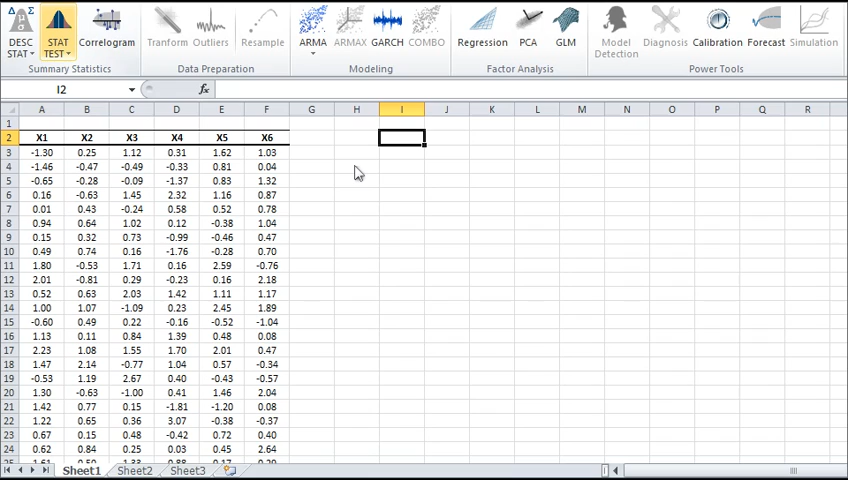 DESC STAT STAT TEST Correlogram Tranform Outliers Resample ARMA ARMAX GARCH COMBO Regression PCA GLM Model Detection Diagnosis Calibration Forecast Simulation
Summary Statistics Data Preparation Modeling Factor Analysis Power Tools
I2 fx
A B C D E F G H I J K L M N O P Q R
1
2 X1 X2 X3 X4 X5 X6
3 -1.30 0.25 1.12 0.31 1.62 1.03
4 -1.46 -0.47 -0.49 -0.33 0.81 0.04
5 -0.65 -0.28 -0.09 -1.37 0.83 1.32
6 0.16 -0.63 1.45 2.32 1.16 0.87
7 0.01 0.43 -0.24 0.58 0.52 0.78
8 0.94 0.64 1.02 0.12 -0.38 1.04
9 0.15 0.32 0.73 -0.99 -0.46 0.47
10 0.49 0.74 0.16 -1.76 -0.28 0.70
11 1.80 -0.53 1.71 0.16 2.59 -0.76
12 2.01 -0.81 0.29 -0.23 0.16 2.18
13 0.52 0.63 2.03 1.42 1.11 1.17
14 1.00 1.07 -1.09 0.23 2.45 1.89
15 -0.60 0.49 0.22 -0.16 -0.52 -1.04
16 1.13 0.11 0.84 1.39 0.48 0.08
17 2.23 1.08 1.55 1.70 2.01 0.47
18 1.47 2.14 -0.77 1.04 0.57 -0.34
19 -0.53 1.19 2.67 0.40 -0.43 -0.57
20 1.30 -0.63 -1.00 0.41 1.46 2.04
21 1.42 0.77 0.15 -1.81 -1.20 0.08
22 1.22 0.65 0.36 3.07 -0.38 -0.37
23 0.67 0.15 0.48 -0.42 0.72 0.40
24 0.62 0.84 0.25 0.03 0.45 2.64
Sheet1 Sheet2 Sheet3